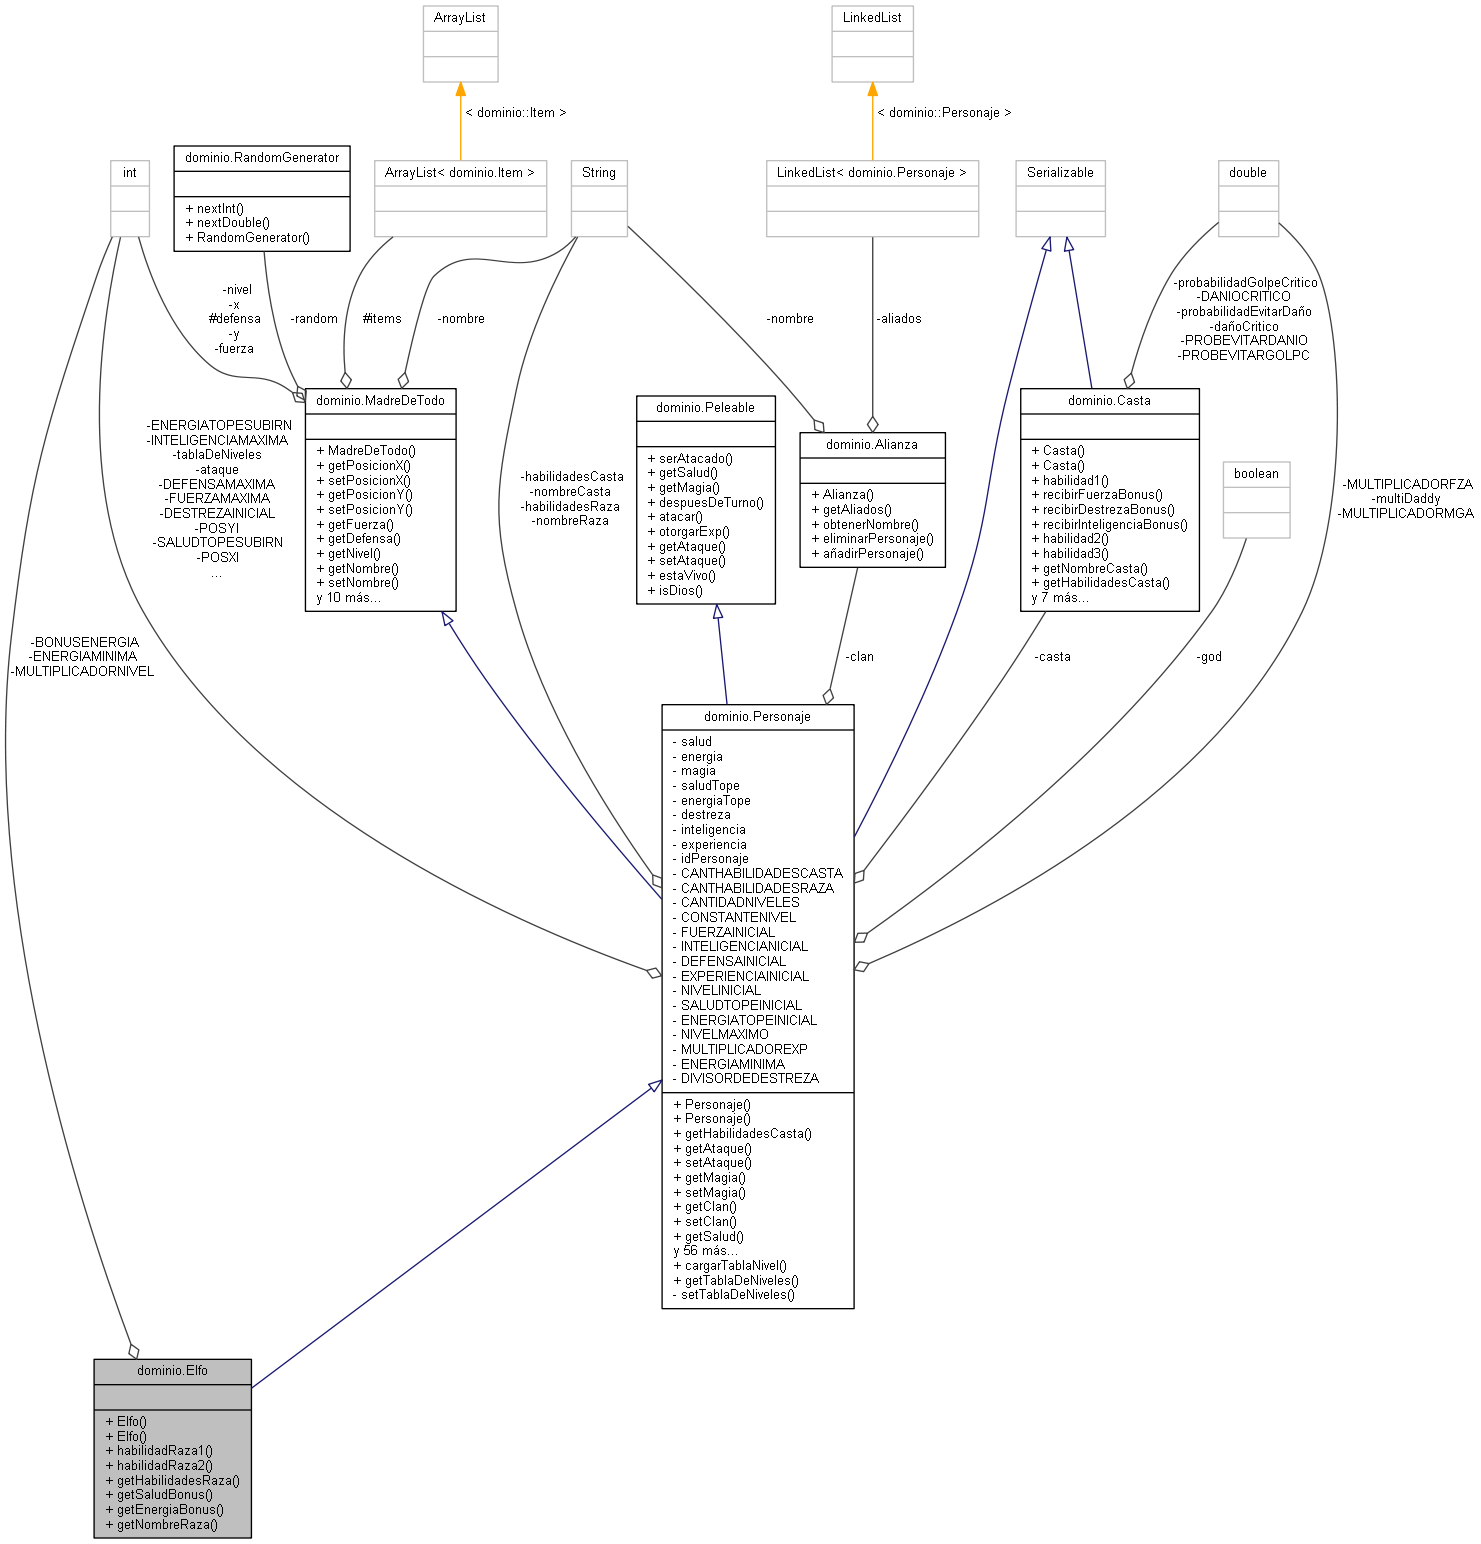 ArrayList
LinkedList
< dominio::Item >
< dominio::Personaje >
int
dominio.RandomGenerator
+ nextInt()
+ nextDouble()
+ RandomGenerator()
ArrayList< dominio.Item >
String
LinkedList< dominio.Personaje >
Serializable
double
-nivel
-x
#defensa
-y
-fuerza
-random
#items
-nombre
-nombre
-aliados
-probabilidadGolpeCritico
-DANIOCRITICO
-probabilidadEvitarDaño
-dañoCritico
-PROBEVITARDANIO
-PROBEVITARGOLPC
dominio.MadreDeTodo
+ MadreDeTodo()
+ getPosicionX()
+ setPosicionX()
+ getPosicionY()
+ setPosicionY()
+ getFuerza()
+ getDefensa()
+ getNivel()
+ getNombre()
+ setNombre()
y 10 más...
dominio.Peleable
+ serAtacado()
+ getSalud()
+ getMagia()
+ despuesDeTurno()
+ atacar()
+ otorgarExp()
+ getAtaque()
+ setAtaque()
+ estaVivo()
+ isDios()
dominio.Alianza
+ Alianza()
+ getAliados()
+ obtenerNombre()
+ eliminarPersonaje()
+ añadirPersonaje()
dominio.Casta
+ Casta()
+ Casta()
+ habilidad1()
+ recibirFuerzaBonus()
+ recibirDestrezaBonus()
+ recibirInteligenciaBonus()
+ habilidad2()
+ habilidad3()
+ getNombreCasta()
+ getHabilidadesCasta()
y 7 más...
boolean
-ENERGIATOPESUBIRN
-INTELIGENCIAMAXIMA
-tablaDeNiveles
-ataque
-DEFENSAMAXIMA
-FUERZAMAXIMA
-DESTREZAINICIAL
-POSYI
-SALUDTOPESUBIRN
-POSXI
...
-habilidadesCasta
-nombreCasta
-habilidadesRaza
-nombreRaza
-MULTIPLICADORFZA
-multiDaddy
-MULTIPLICADORMGA
-BONUSENERGIA
-ENERGIAMINIMA
-MULTIPLICADORNIVEL
-clan
-casta
-god
dominio.Personaje
- salud
- energia
- magia
- saludTope
- energiaTope
- destreza
- inteligencia
- experiencia
- idPersonaje
- CANTHABILIDADESCASTA
- CANTHABILIDADESRAZA
- CANTIDADNIVELES
- CONSTANTENIVEL
- FUERZAINICIAL
- INTELIGENCIANICIAL
- DEFENSAINICIAL
- EXPERIENCIAINICIAL
- NIVELINICIAL
- SALUDTOPEINICIAL
- ENERGIATOPEINICIAL
- NIVELMAXIMO
- MULTIPLICADOREXP
- ENERGIAMINIMA
- DIVISORDEDESTREZA
+ Personaje()
+ Personaje()
+ getHabilidadesCasta()
+ getAtaque()
+ setAtaque()
+ getMagia()
+ setMagia()
+ getClan()
+ setClan()
+ getSalud()
y 56 más...
+ cargarTablaNivel()
+ getTablaDeNiveles()
- setTablaDeNiveles()
dominio.Elfo
+ Elfo()
+ Elfo()
+ habilidadRaza1()
+ habilidadRaza2()
+ getHabilidadesRaza()
+ getSaludBonus()
+ getEnergiaBonus()
+ getNombreRaza()